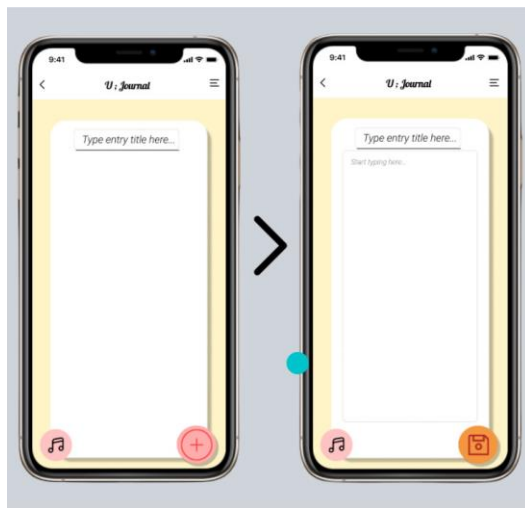 9:41
U ; Journal
Type entry title here...
9:41
U ; Journal
Type entry title here...
Start typing here...